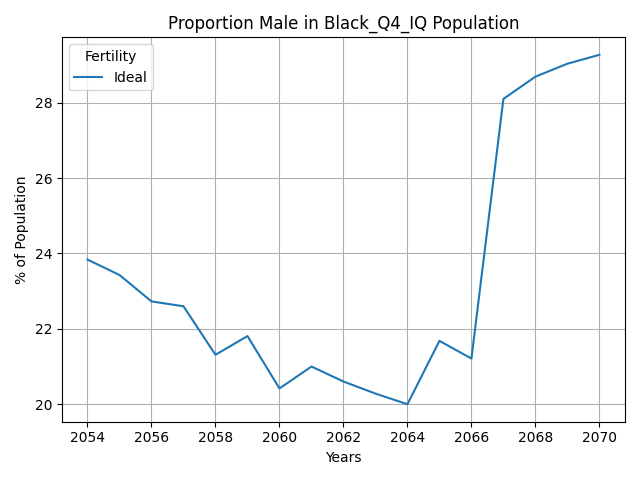 Proportion Male in Black_Q4_IQ Population
Fertility
Ideal
% of Population
28
26
24
22
20
2054 2056 2058 2060 2062 2064 2066 2068 2070
Years